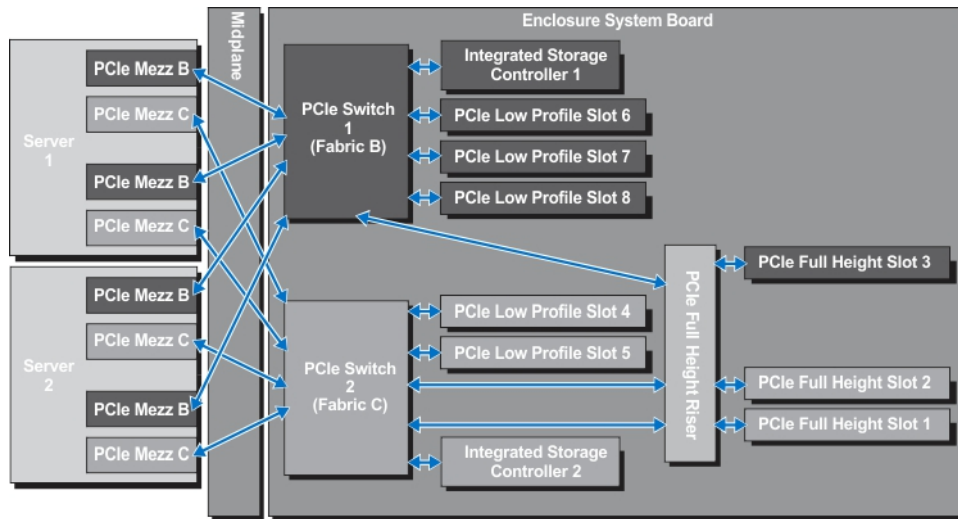 Enclosure System Board
Midplane
Server
1
PCIe Mezz B
PCIe Mezz C
PCIe Mezz B
PCIe Mezz C
Server
2
PCIe Mezz B
PCIe Mezz C
PCIe Mezz B
PCIe Mezz C
PCIe Switch
1
(Fabric B)
Integrated Storage
Controller 1
PCIe Low Profile Slot 6
PCIe Low Profile Slot 7
PCIe Low Profile Slot 8
PCIe Switch
2
(Fabric C)
PCIe Low Profile Slot 4
PCIe Low Profile Slot 5
Integrated Storage
Controller 2
PCIe Full Height Riser
PCIe Full Height Slot 3
PCIe Full Height Slot 2
PCIe Full Height Slot 1